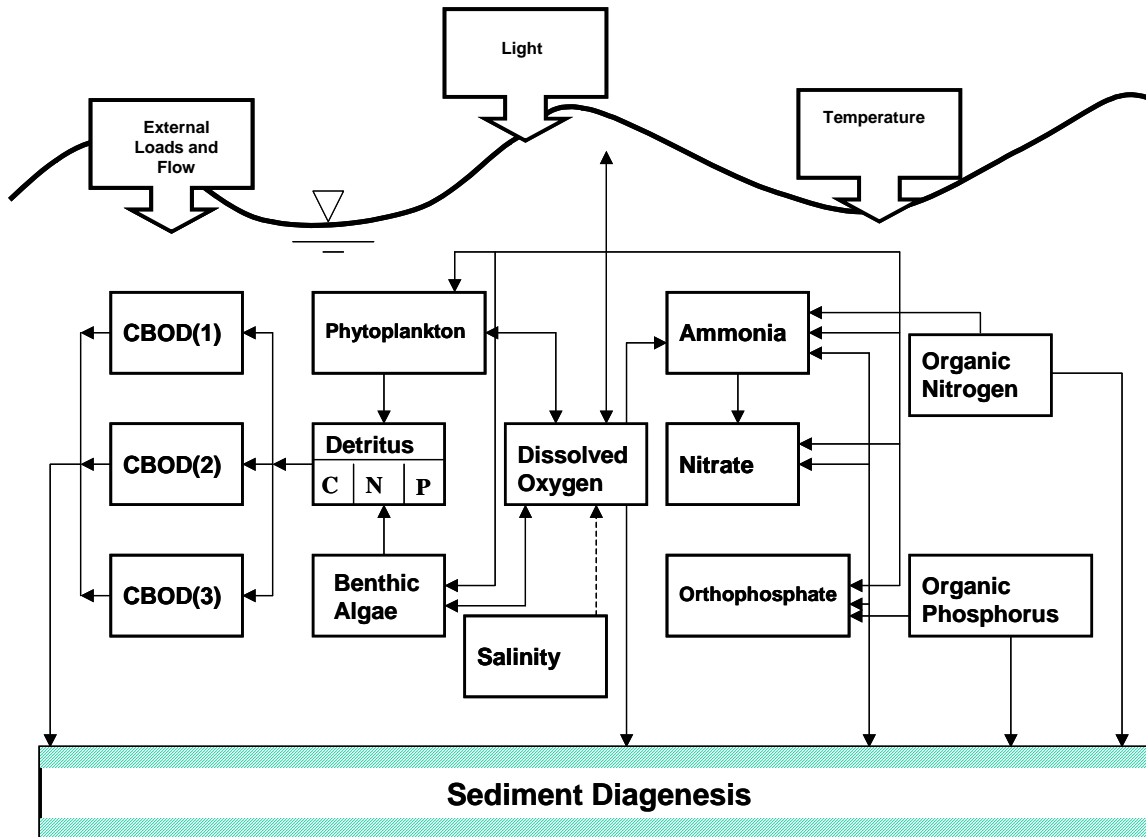 Light
External
Loads and
Flow
Temperature
CBOD(1)
Phytoplankton
Ammonia
Organic
Nitrogen
CBOD(2)
Detritus
C N P
Dissolved
Oxygen
Nitrate
CBOD(3)
Benthic
Algae
Salinity
Orthophosphate
Organic
Phosphorus
Sediment Diagenesis